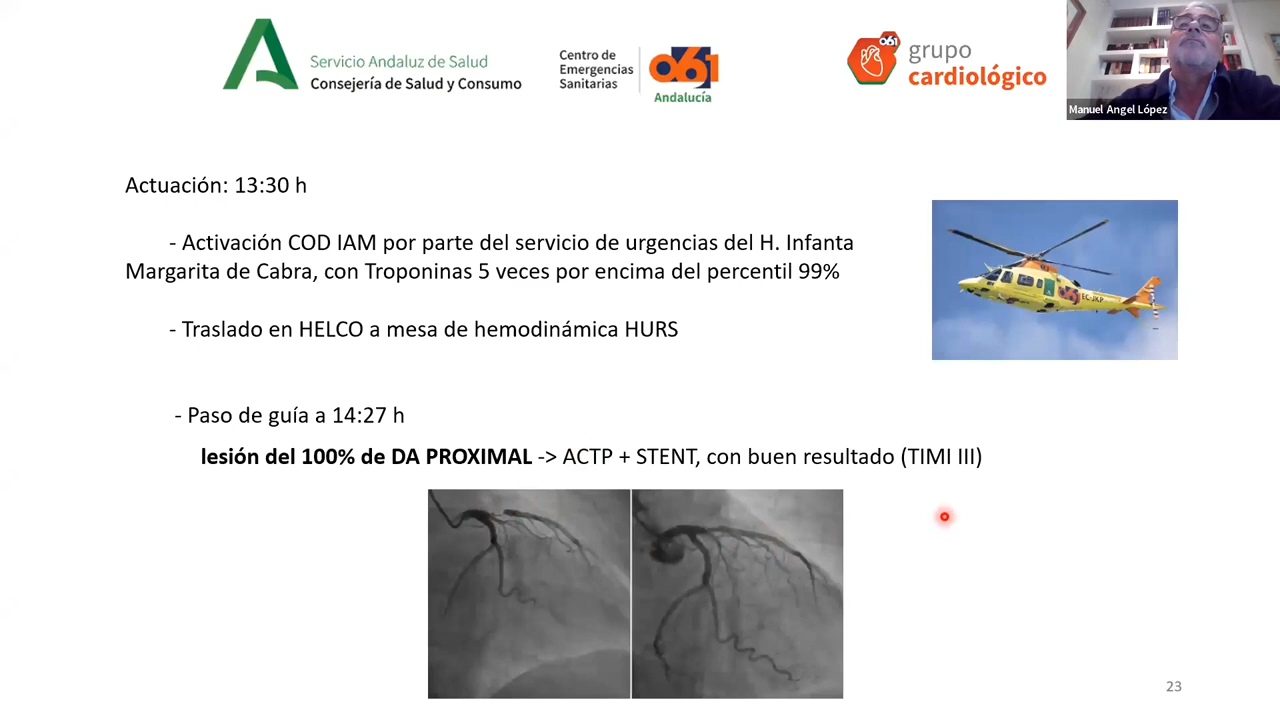 Servicio Andaluz de Salud
Consejería de Salud y Consumo
Centro de
Emergencias
Sanitarias
061
Andalucía
061
grupo
cardiológico
Manuel Angel López
Actuación: 13:30 h
- Activación COD IAM por parte del servicio de urgencias del H. Infanta
Margarita de Cabra, con Troponinas 5 veces por encima del percentil 99%
- Traslado en HELCO a mesa de hemodinámica HURS
061
EC-JKP
- Paso de guía a 14:27 h
lesión del 100% de DA PROXIMAL -> ACTP + STENT, con buen resultado (TIMI III)
23